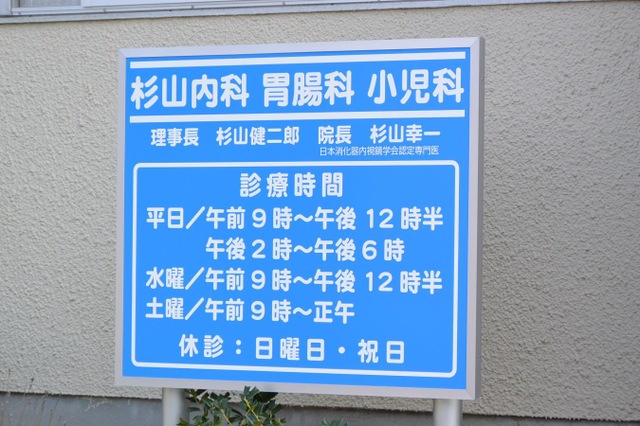 杉山内科 胃腸科 小児科
理事長 杉山健二郎 院長 杉山幸一
日本消化器内視鏡学会認定専門医
診療時間
平日／午前9時～午後12時半
午後2時～午後6時
水曜／午前9時～午後12時半
土曜／午前9時～正午
休診：日曜日・祝日